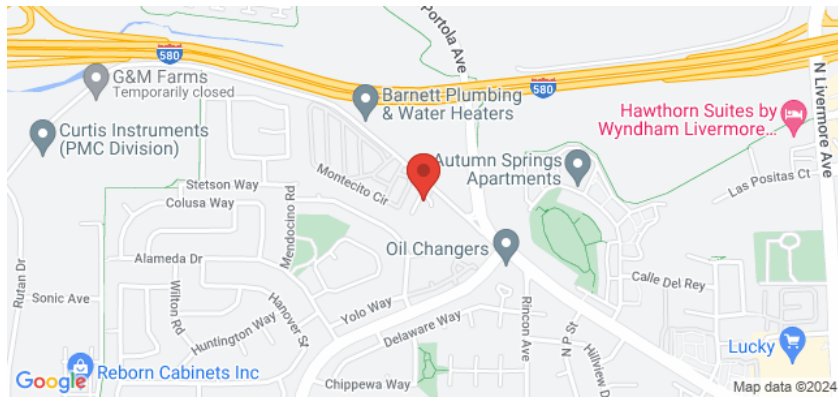 Portola Ave
580
G&M Farms
Temporarily closed
Barnett Plumbing
& Water Heaters
580
N Livermore Ave
Hawthorn Suites by
Wyndham Livermore...
Curtis Instruments
(PMC Division)
Autumn Springs
Apartments
Montecito Cir
Stetson Way
Las Positas Ct
Colusa Way
Mendocino Rd
Oil Changers
Alameda Dr
Rutan Dr
Calle Del Rey
Sonic Ave
Wilton Rd
Hanover St
Yolo Way
Delaware Way
Rincon Ave
N P St
Huntington Way
Hillview D
Lucky
Reborn Cabinets Inc
Chippewa Way
Google
Map data ©2024